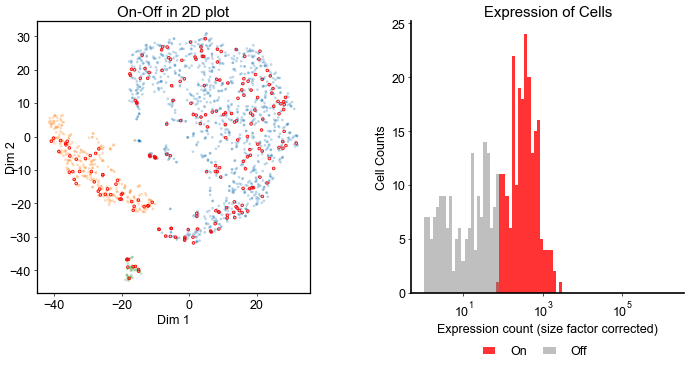 On-Off in 2D plot
30
20
10
0
−10
−20
−30
−40
Dim 2
−40
−20
0
20
Dim 1
Expression of Cells
25
20
15
10
5
0
Cell Counts
10^1
10^3
10^5
Expression count (size factor corrected)
On
Off